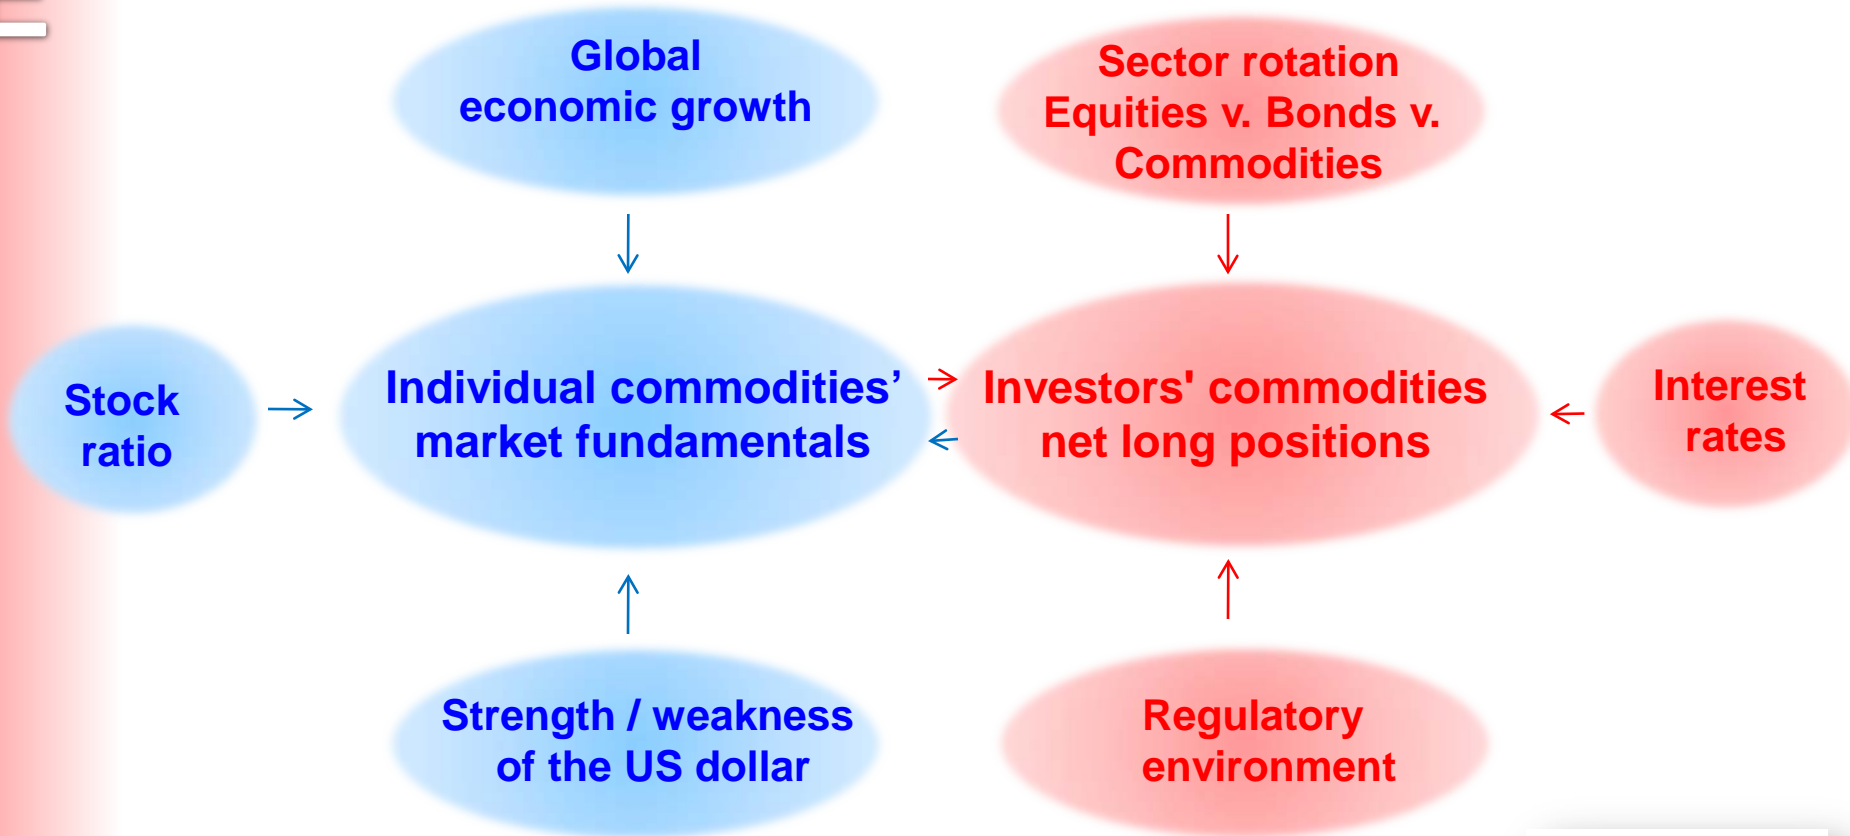 Global
economic growth
Sector rotation
Equities v. Bonds v.
Commodities
Stock
ratio
Individual commodities’
market fundamentals
Investors' commodities
net long positions
Interest
rates
Strength / weakness
of the US dollar
Regulatory
environment